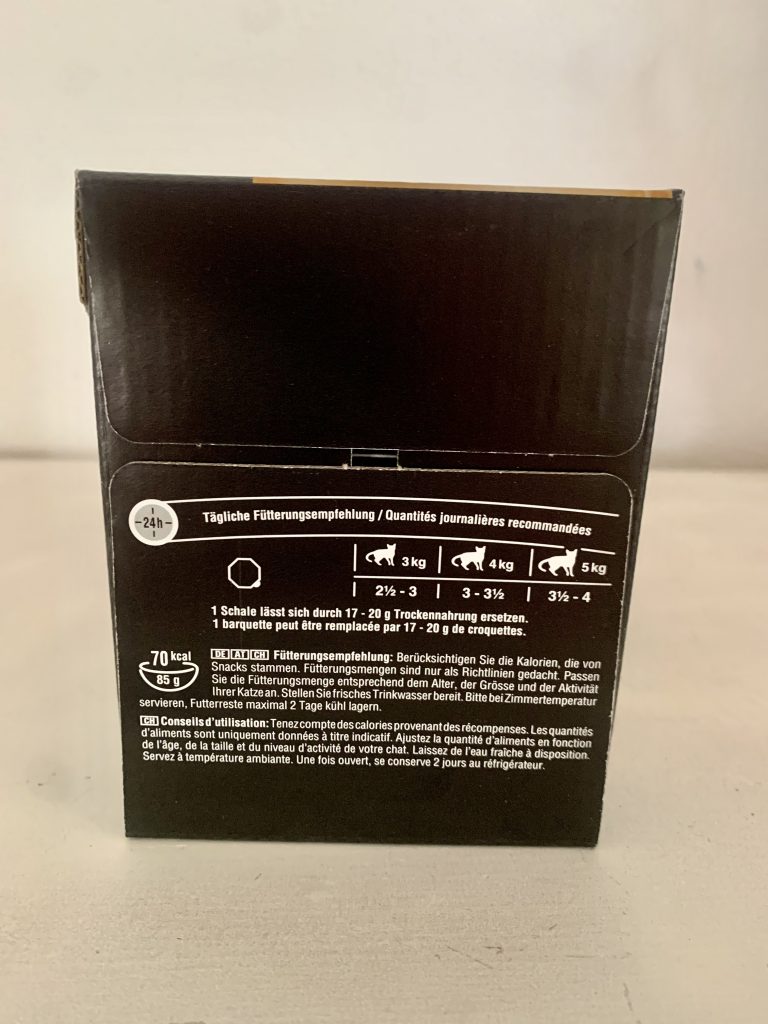 -24h-
Tägliche Fütterungsempfehlung / Quantités journalières recommandées
3 kg 4 kg 5 kg
2½ - 3 3 - 3½ 3½ - 4
1 Schale lässt sich durch 17 - 20 g Trockennahrung ersetzen.
1 barquette peut être remplacée par 17 - 20 g de croquettes.
70 kcal
85 g
DE AT CH Fütterungsempfehlung: Berücksichtigen Sie die Kalorien, die von
Snacks stammen. Fütterungsmengen sind nur als Richtlinien gedacht. Passen
Sie die Fütterungsmenge entsprechend dem Alter, der Grösse und der Aktivität
Ihrer Katze an. Stellen Sie frisches Trinkwasser bereit. Bitte bei Zimmertemperatur
servieren, Futterreste maximal 2 Tage kühl lagern.
CH Conseils d'utilisation: Tenez compte des calories provenant des récompenses. Les quantités
d'aliments sont uniquement données à titre indicatif. Ajustez la quantité d'aliments en fonction
de l'âge, de la taille et du niveau d'activité de votre chat. Laissez de l'eau fraîche à disposition.
Servez à température ambiante. Une fois ouvert, se conserve 2 jours au réfrigérateur.